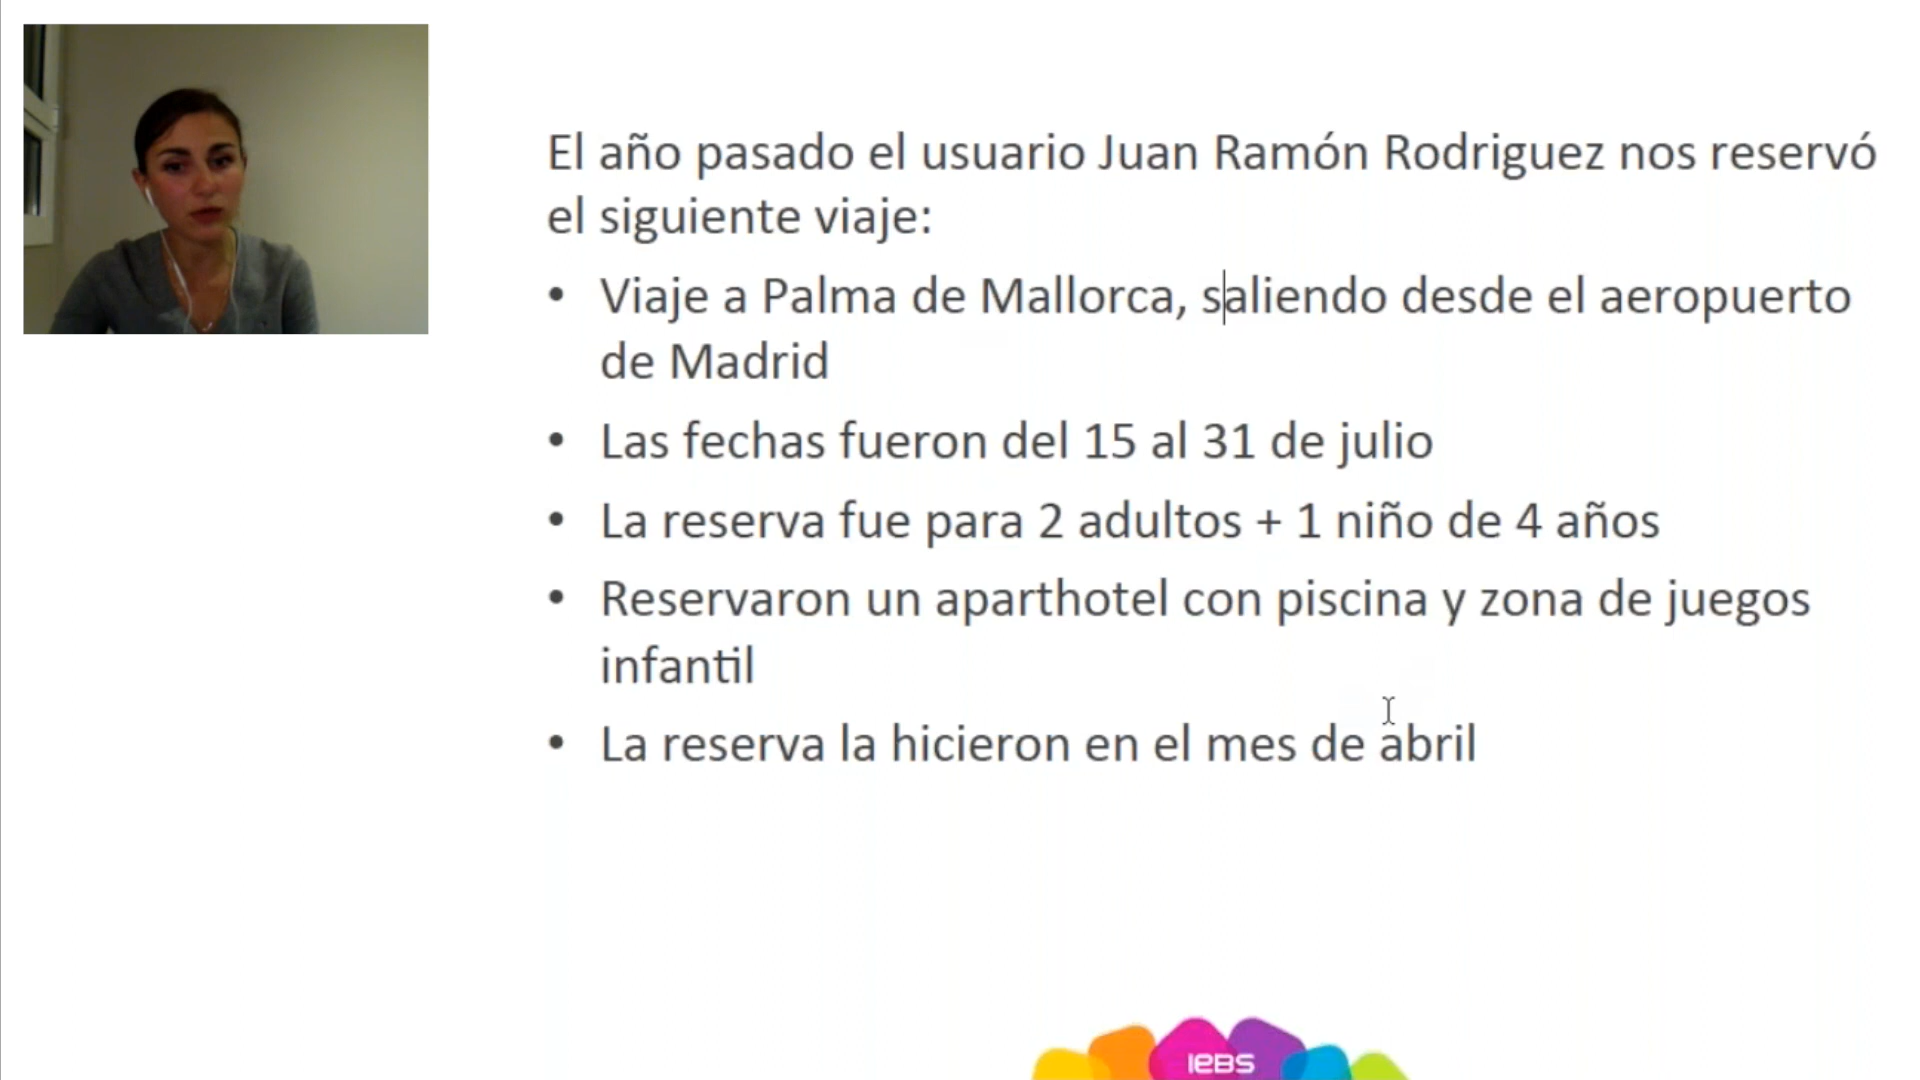 El año pasado el usuario Juan Ramón Rodriguez nos reservó
el siguiente viaje:
• Viaje a Palma de Mallorca, saliendo desde el aeropuerto
de Madrid
• Las fechas fueron del 15 al 31 de julio
• La reserva fue para 2 adultos + 1 niño de 4 años
• Reservaron un aparthotel con piscina y zona de juegos
infantil
• La reserva la hicieron en el mes de abril
IEBS